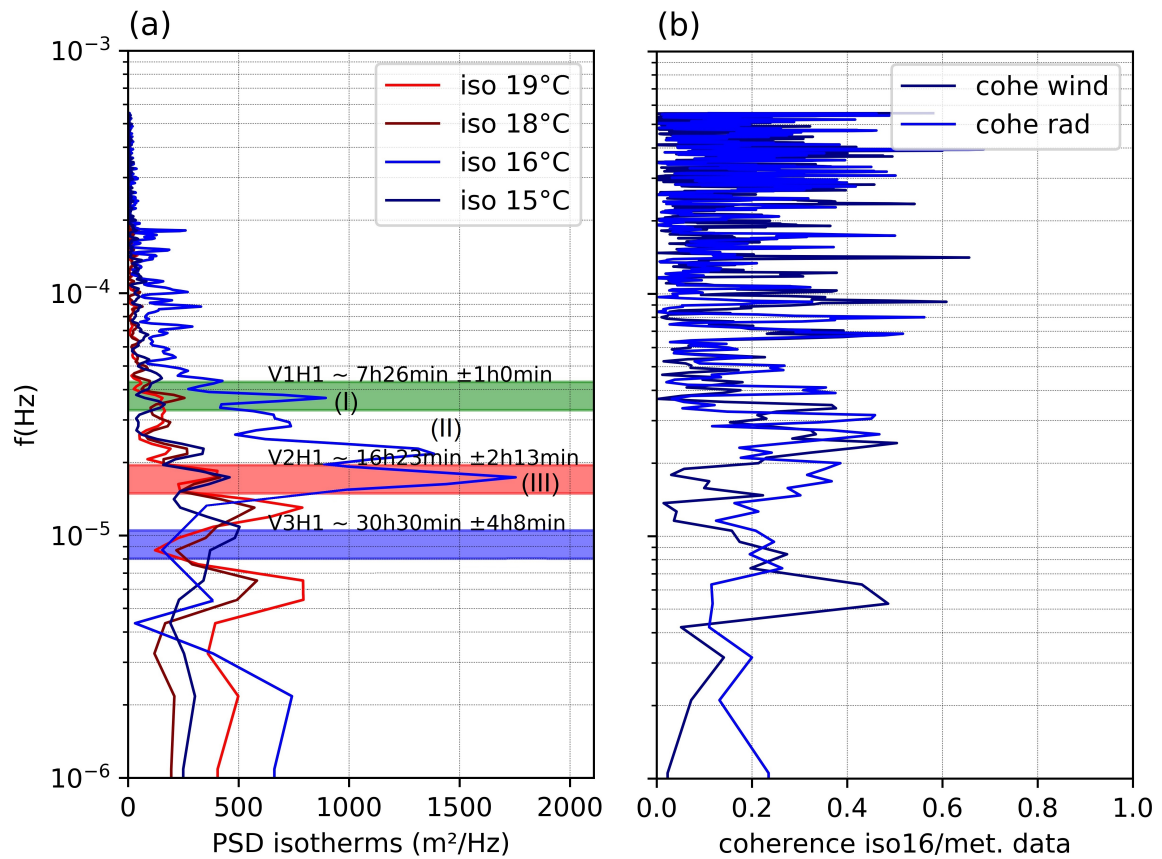 (a)
(b)
10⁻³
10⁻⁴
10⁻⁵
10⁻⁶
f(Hz)
iso 19°C
iso 18°C
iso 16°C
iso 15°C
V1H1 ~ 7h26min ±1h0min
(I)
(II)
V2H1 ~ 16h23min ±2h13min
(III)
V3H1 ~ 30h30min ±4h8min
0 500 1000 1500 2000
PSD isotherms (m²/Hz)
cohe wind
cohe rad
0.0 0.2 0.4 0.6 0.8 1.0
coherence iso16/met. data